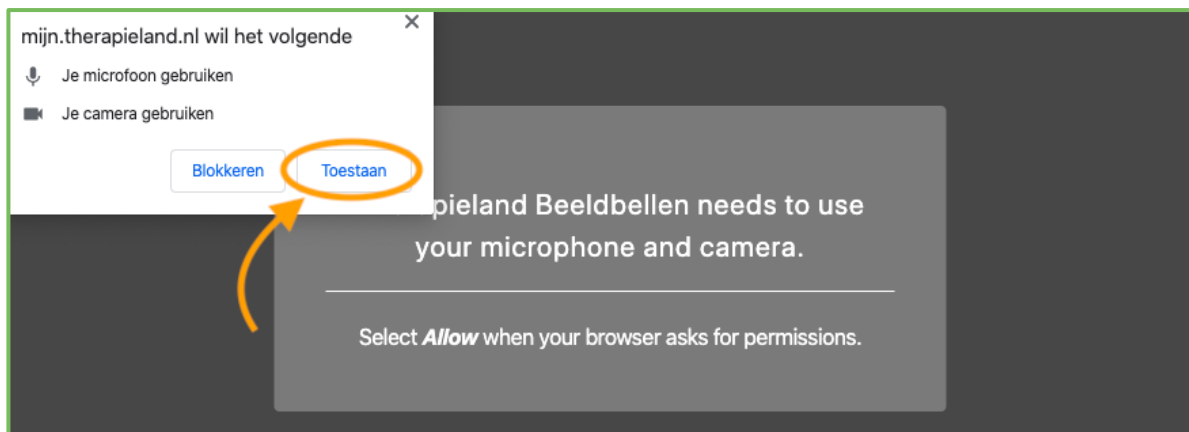 mijn.therapieland.nl wil het volgende
Je microfoon gebruiken
Je camera gebruiken
Blokkeren
Toestaan
pieland Beeldbellen needs to use
your microphone and camera.
Select Allow when your browser asks for permissions.